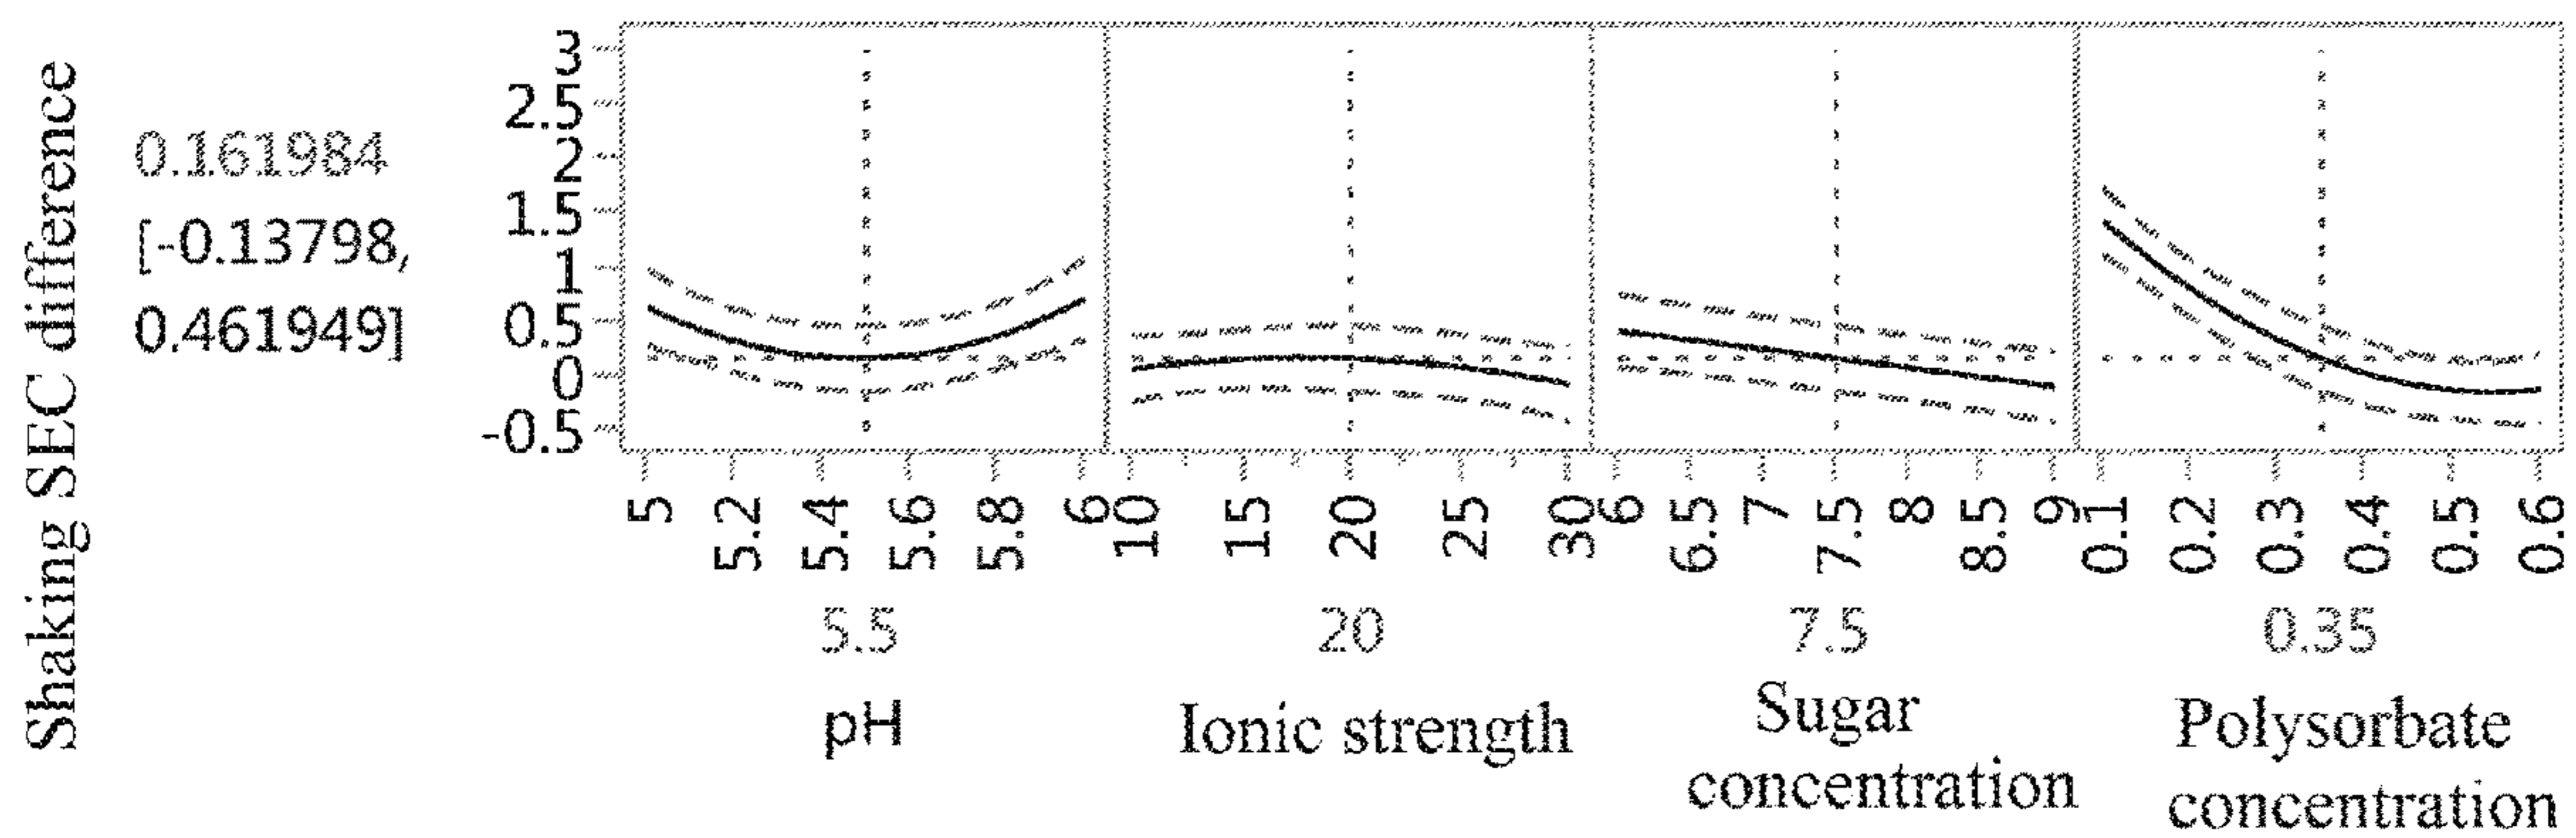 Shaking SEC difference
0.161984
[-0.13798,
0.461949]
3
2.5
2
1.5
1
0.5
0
-0.5
5 5.2 5.4 5.6 5.8 6
10 15 20 25 30
6 6.5 7 7.5 8 8.5 9
0.1 0.2 0.3 0.4 0.5 0.6
5.5
pH
20
Ionic strength
7.5
Sugar
concentration
0.35
Polysorbate
concentration